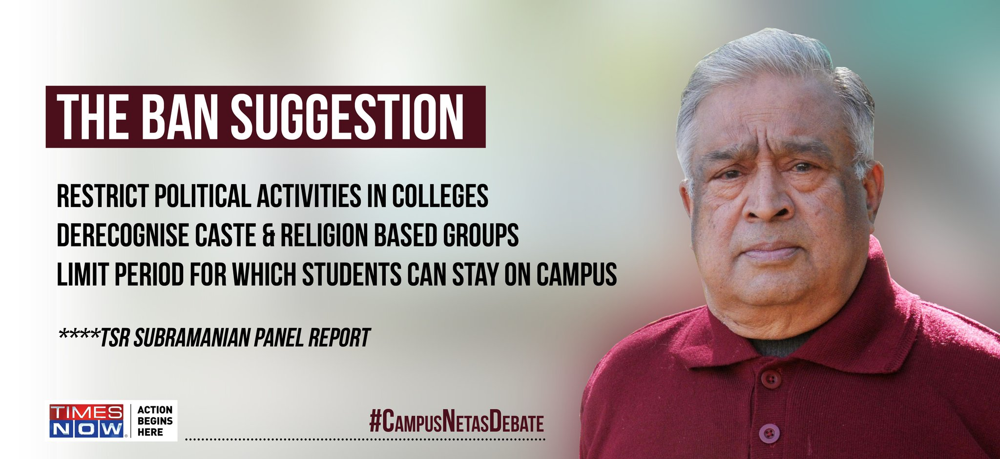 THE BAN SUGGESTION
RESTRICT POLITICAL ACTIVITIES IN COLLEGES
DERECOGNISE CASTE & RELIGION BASED GROUPS
LIMIT PERIOD FOR WHICH STUDENTS CAN STAY ON CAMPUS
****TSR SUBRAMANIAN PANEL REPORT
TIMES
NOW®
ACTION
BEGINS
HERE
#CAMPUSNETASDEBATE